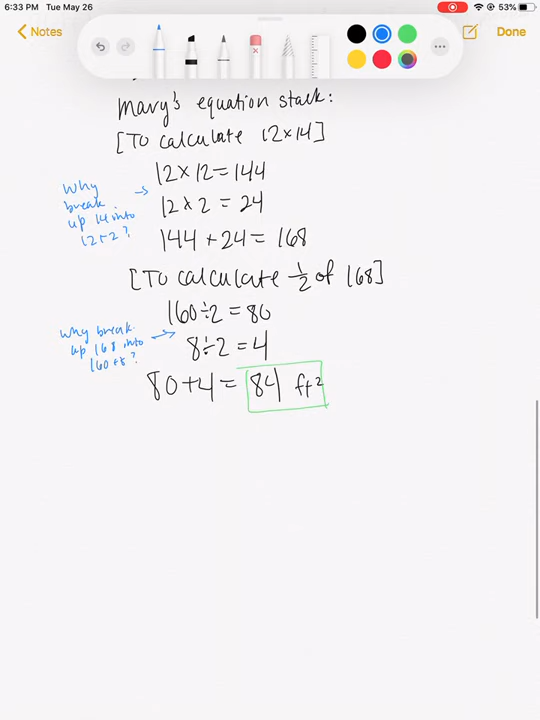 6:33 PM Tue May 26
53%
Notes
Done
Mary's equation stack:
[To calculate 12×14]
12×12=144
12×2=24
144+24=168
Why
break
up 14 into
12+2?
[To calculate 1/2 of 168]
160÷2=80
8÷2=4
80+4=84 ft²
Why break
up 168 into
160+8?